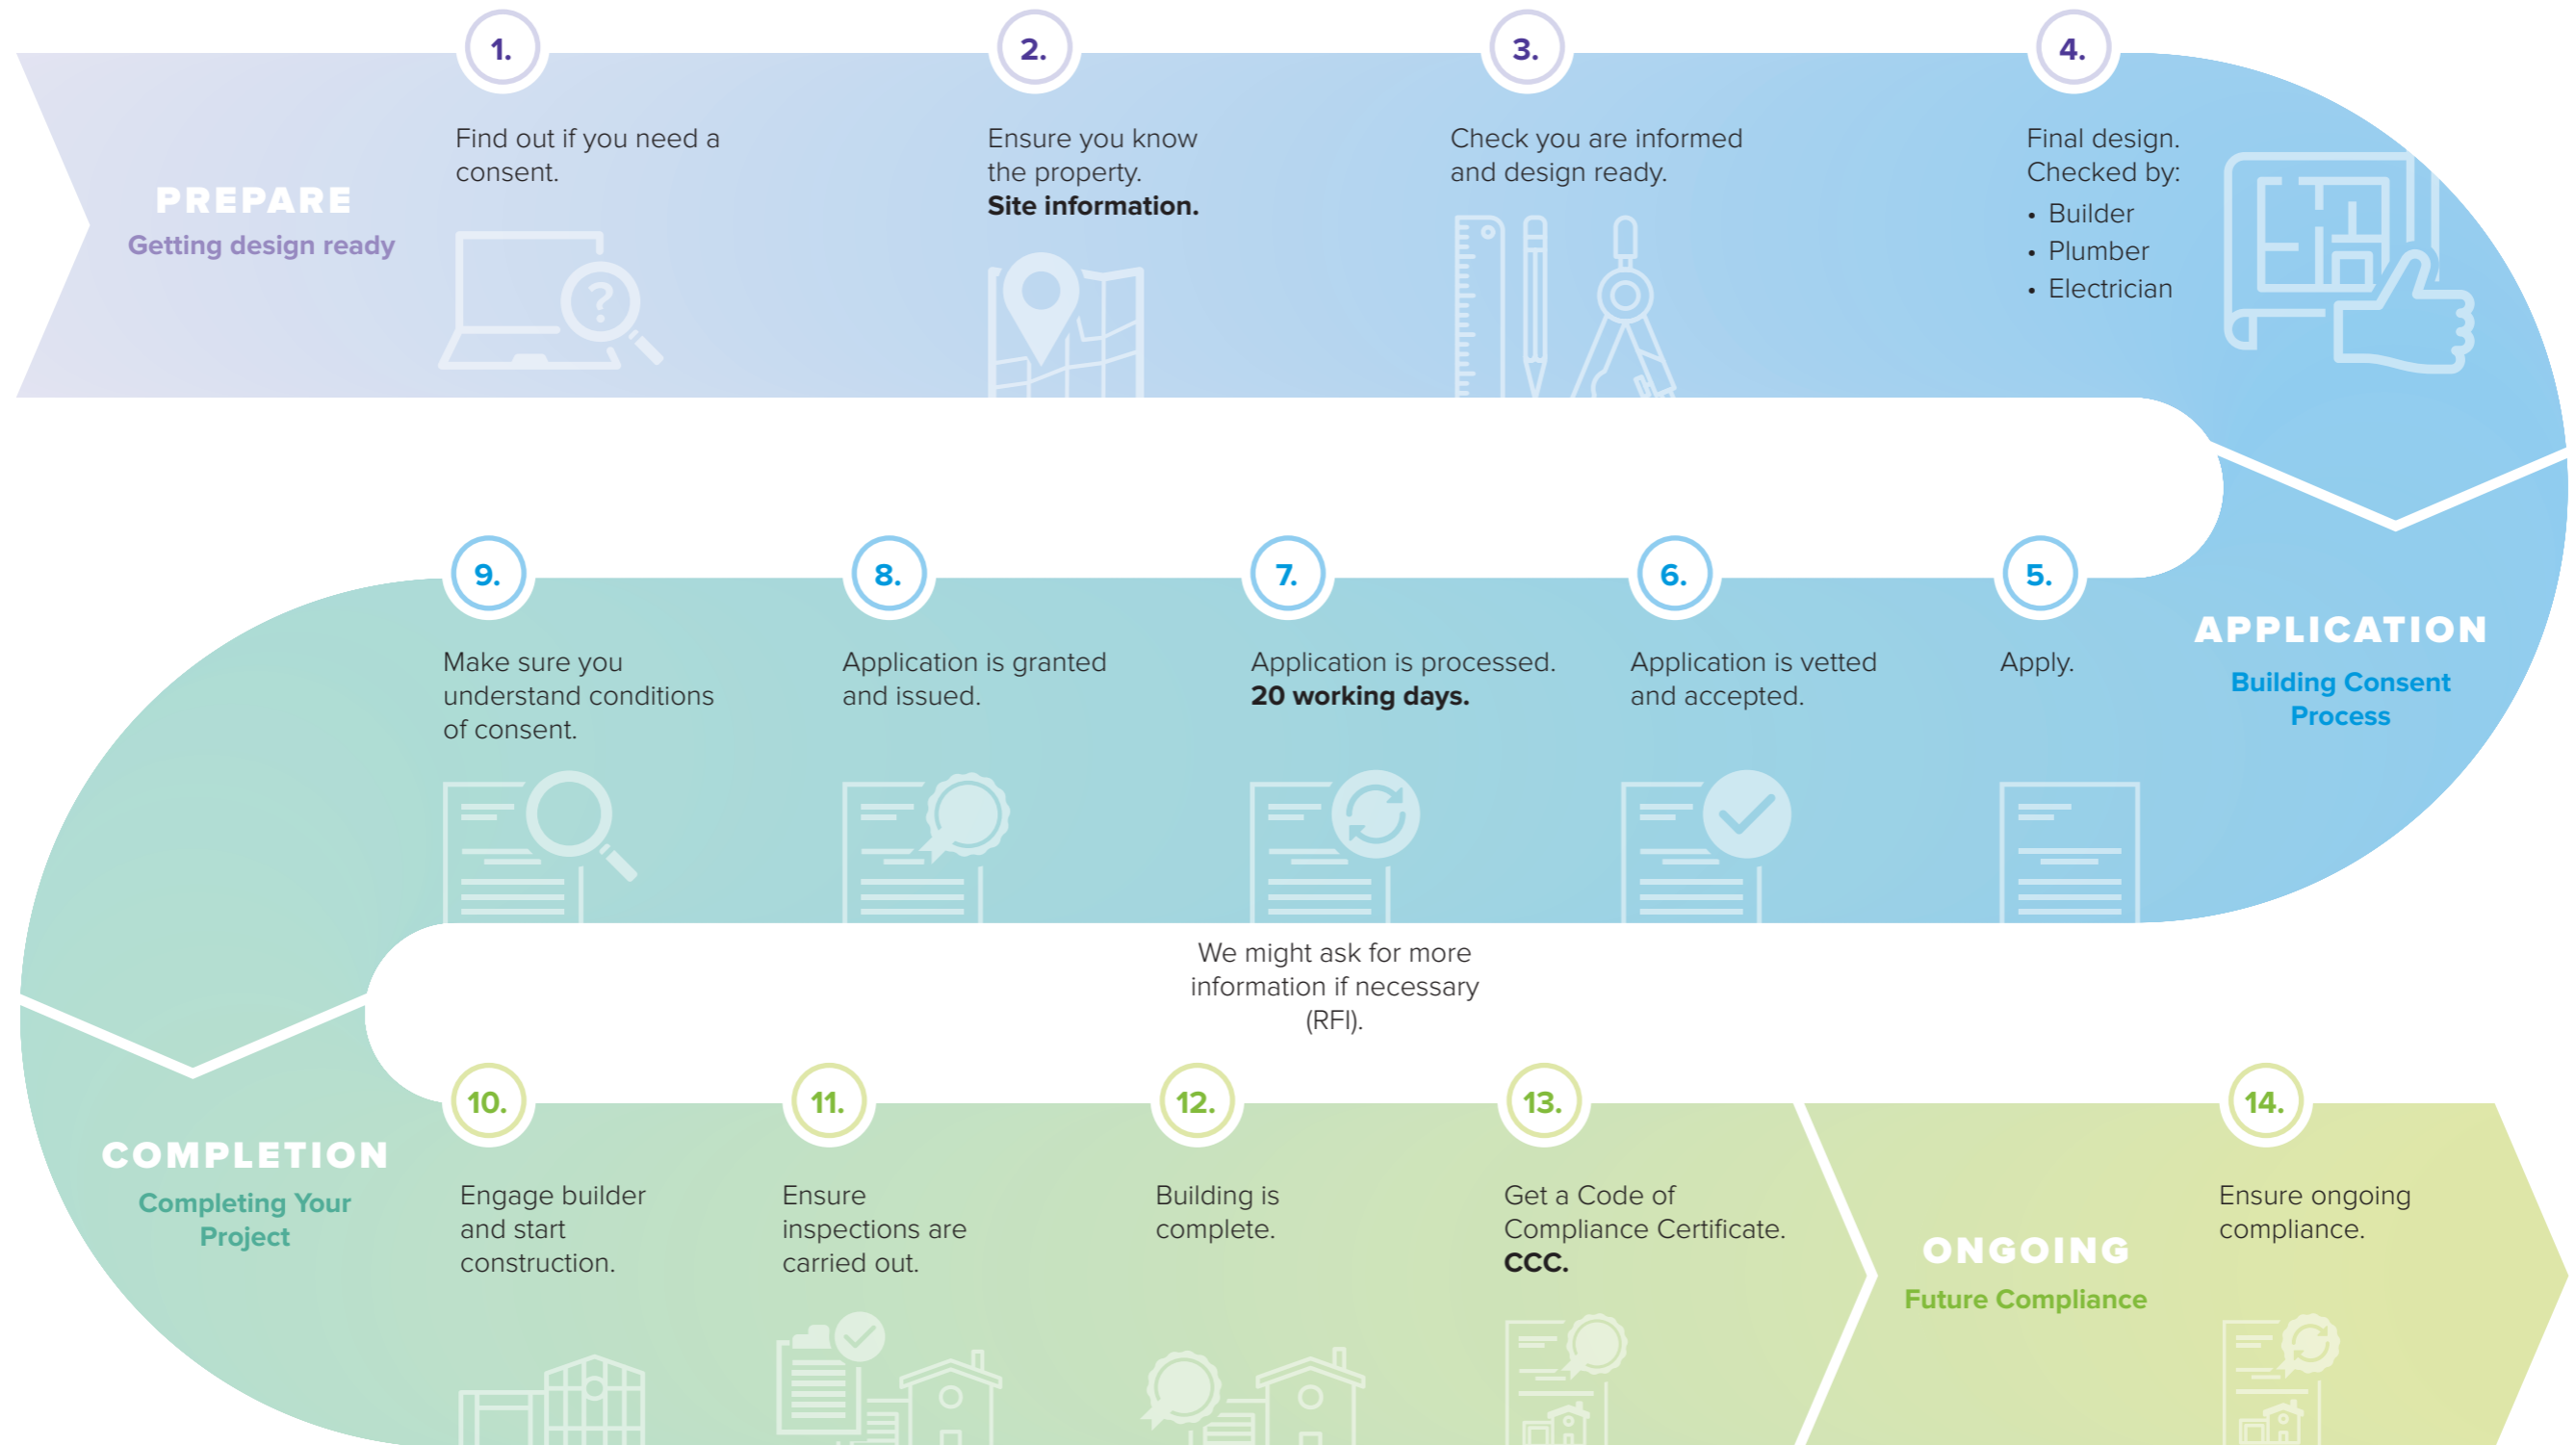 PREPARE
Getting design ready
1.
Find out if you need a
consent.
2.
Ensure you know
the property.
Site information.
3.
Check you are informed
and design ready.
4.
Final design.
Checked by:
• Builder
• Plumber
• Electrician
?
APPLICATION
Building Consent
Process
5.
Apply.
6.
Application is vetted
and accepted.
7.
Application is processed.
20 working days.
We might ask for more
information if necessary
(RFI).
8.
Application is granted
and issued.
9.
Make sure you
understand conditions
of consent.
COMPLETION
Completing Your
Project
10.
Engage builder
and start
construction.
11.
Ensure
inspections are
carried out.
12.
Building is
complete.
13.
Get a Code of
Compliance Certificate.
CCC.
ONGOING
Future Compliance
14.
Ensure ongoing
compliance.